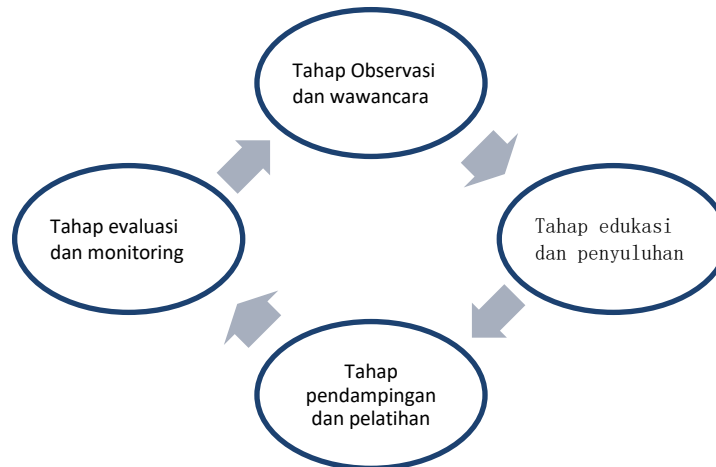 Tahap Observasi
dan wawancara
Tahap edukasi
dan penyuluhan
Tahap
pendampingan
dan pelatihan
Tahap evaluasi
dan monitoring